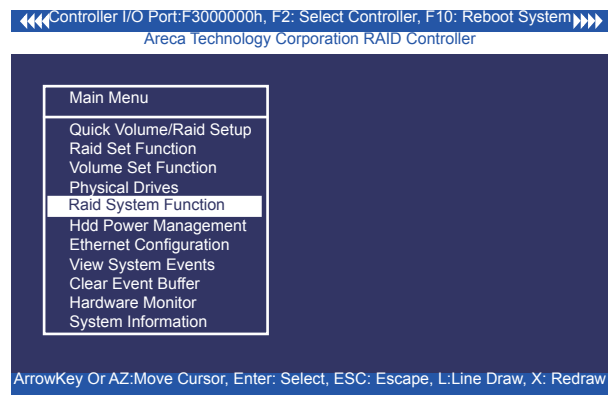 Controller I/O Port:F3000000h, F2: Select Controller, F10: Reboot System
Areca Technology Corporation RAID Controller
Main Menu
Quick Volume/Raid Setup
Raid Set Function
Volume Set Function
Physical Drives
Raid System Function
Hdd Power Management
Ethernet Configuration
View System Events
Clear Event Buffer
Hardware Monitor
System Information
ArrowKey Or AZ:Move Cursor, Enter: Select, ESC: Escape, L:Line Draw, X: Redraw